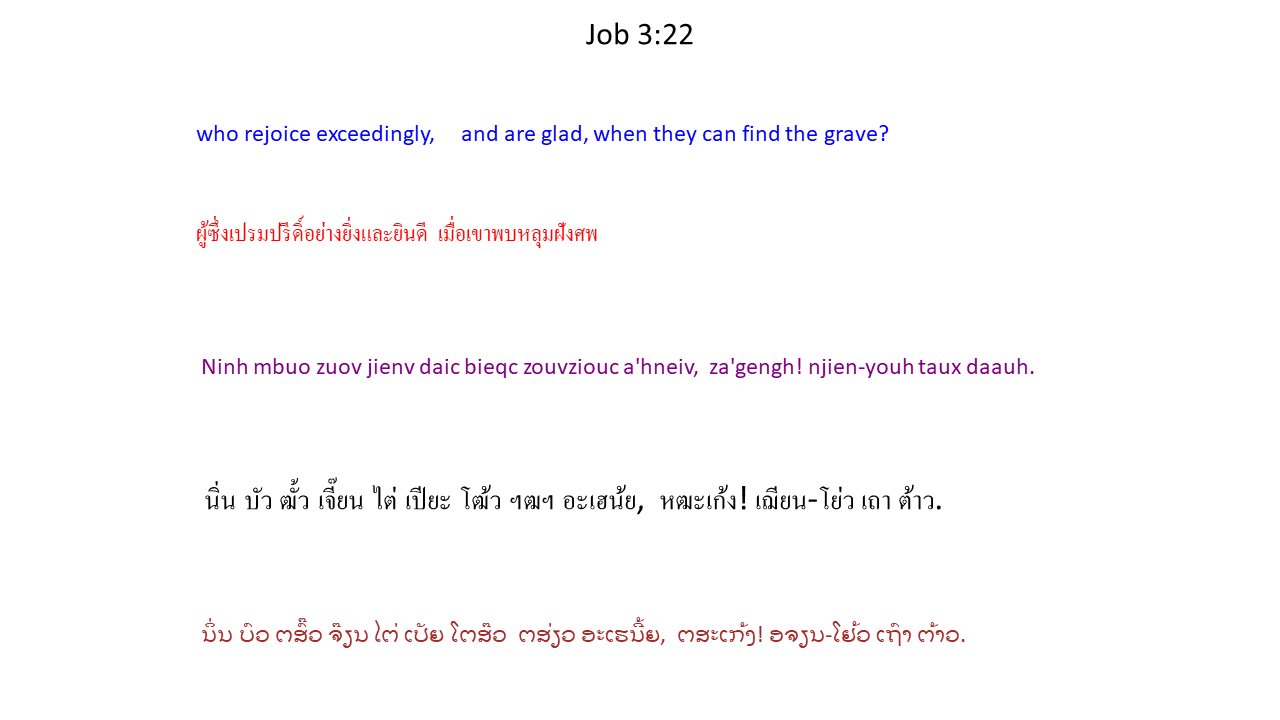 Job 3:22
who rejoice exceedingly, and are glad, when they can find the grave?
ผู้ซึ่งเปรมปรีดิ์อย่างยิ่งและยินดี เมื่อเขาพบหลุมฝังศพ
Ninh mbuo zuov jienv daic bieqc zouvziouc a'hneiv, za'gengh! njien-youh taux daauh.
นิ่น บัว ฒั้ว เจี๊ยน ไต่ เปียะ โฒ้ว ฯฒฯ อะเฮน้ย, หฒะเก้ง! เฌียน-โย่ว เถา ต้าว.
ນິ່ນ ບົວ ຕສົ໊ວ ຈ໊ຽນ ໄຕ່ ເປັຍ ໂຕສ໊ວ ຕສ່ຽວ ອະເຮນີ້ຍ, ຕສະເກ້ງ! ອຈຽນ-ໂຢ້ວ ເຖົາ ຕ້າວ.